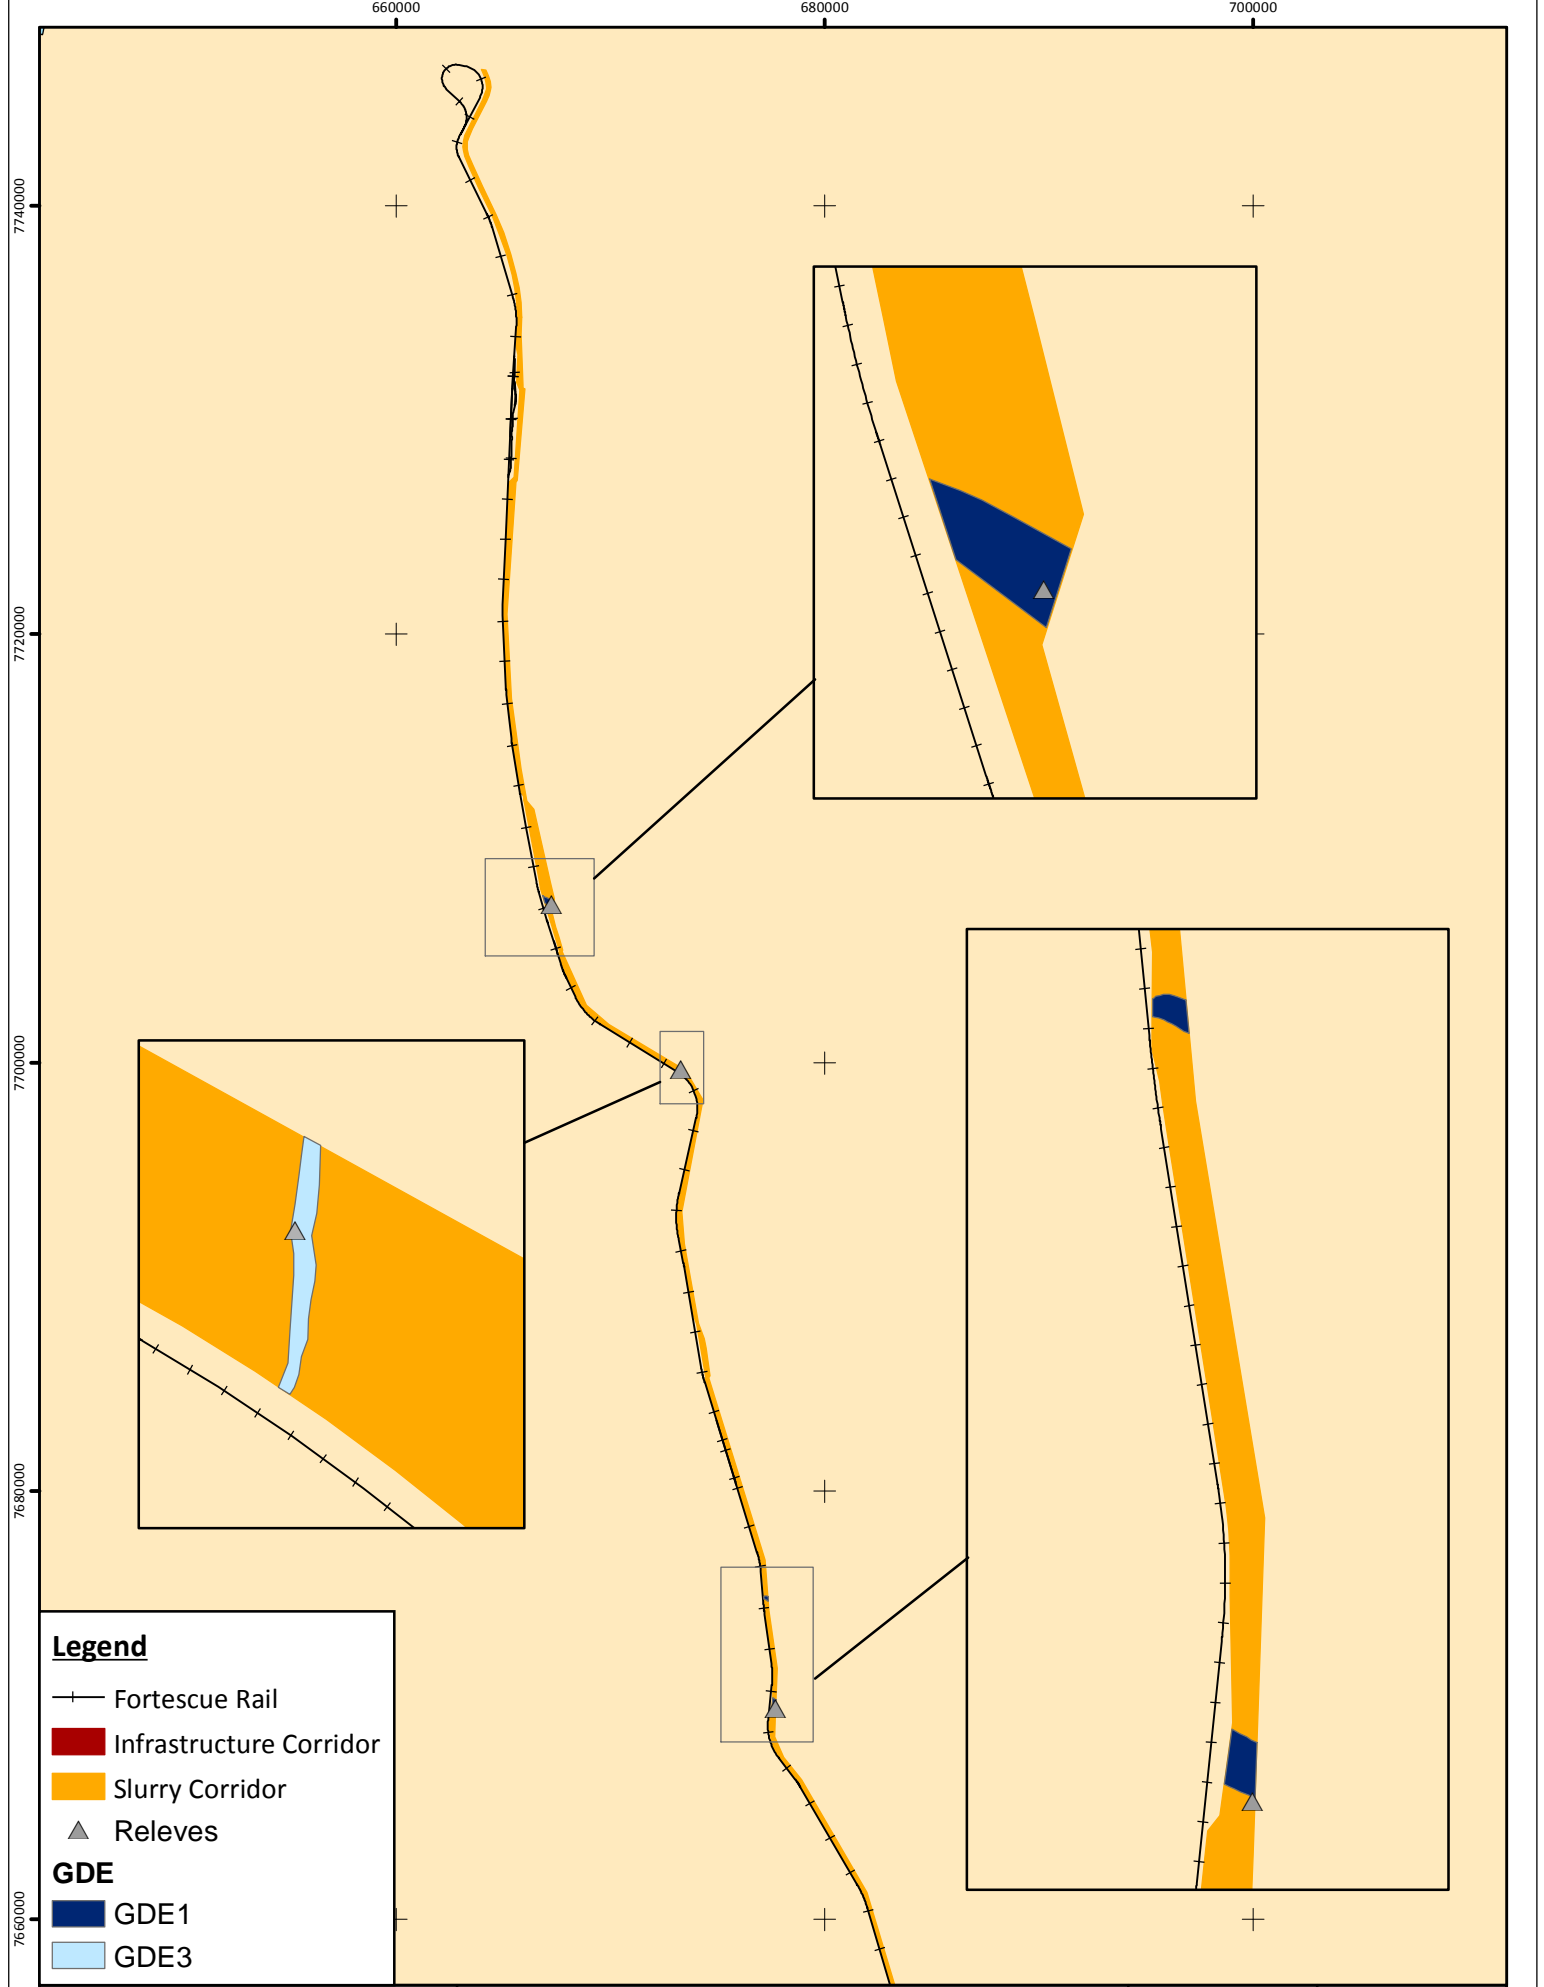 660000 680000 700000
7740000
7720000
7700000
7680000
7660000
Legend
Fortescue Rail
Infrastructure Corridor
Slurry Corridor
Releves
GDE
GDE1
GDE3